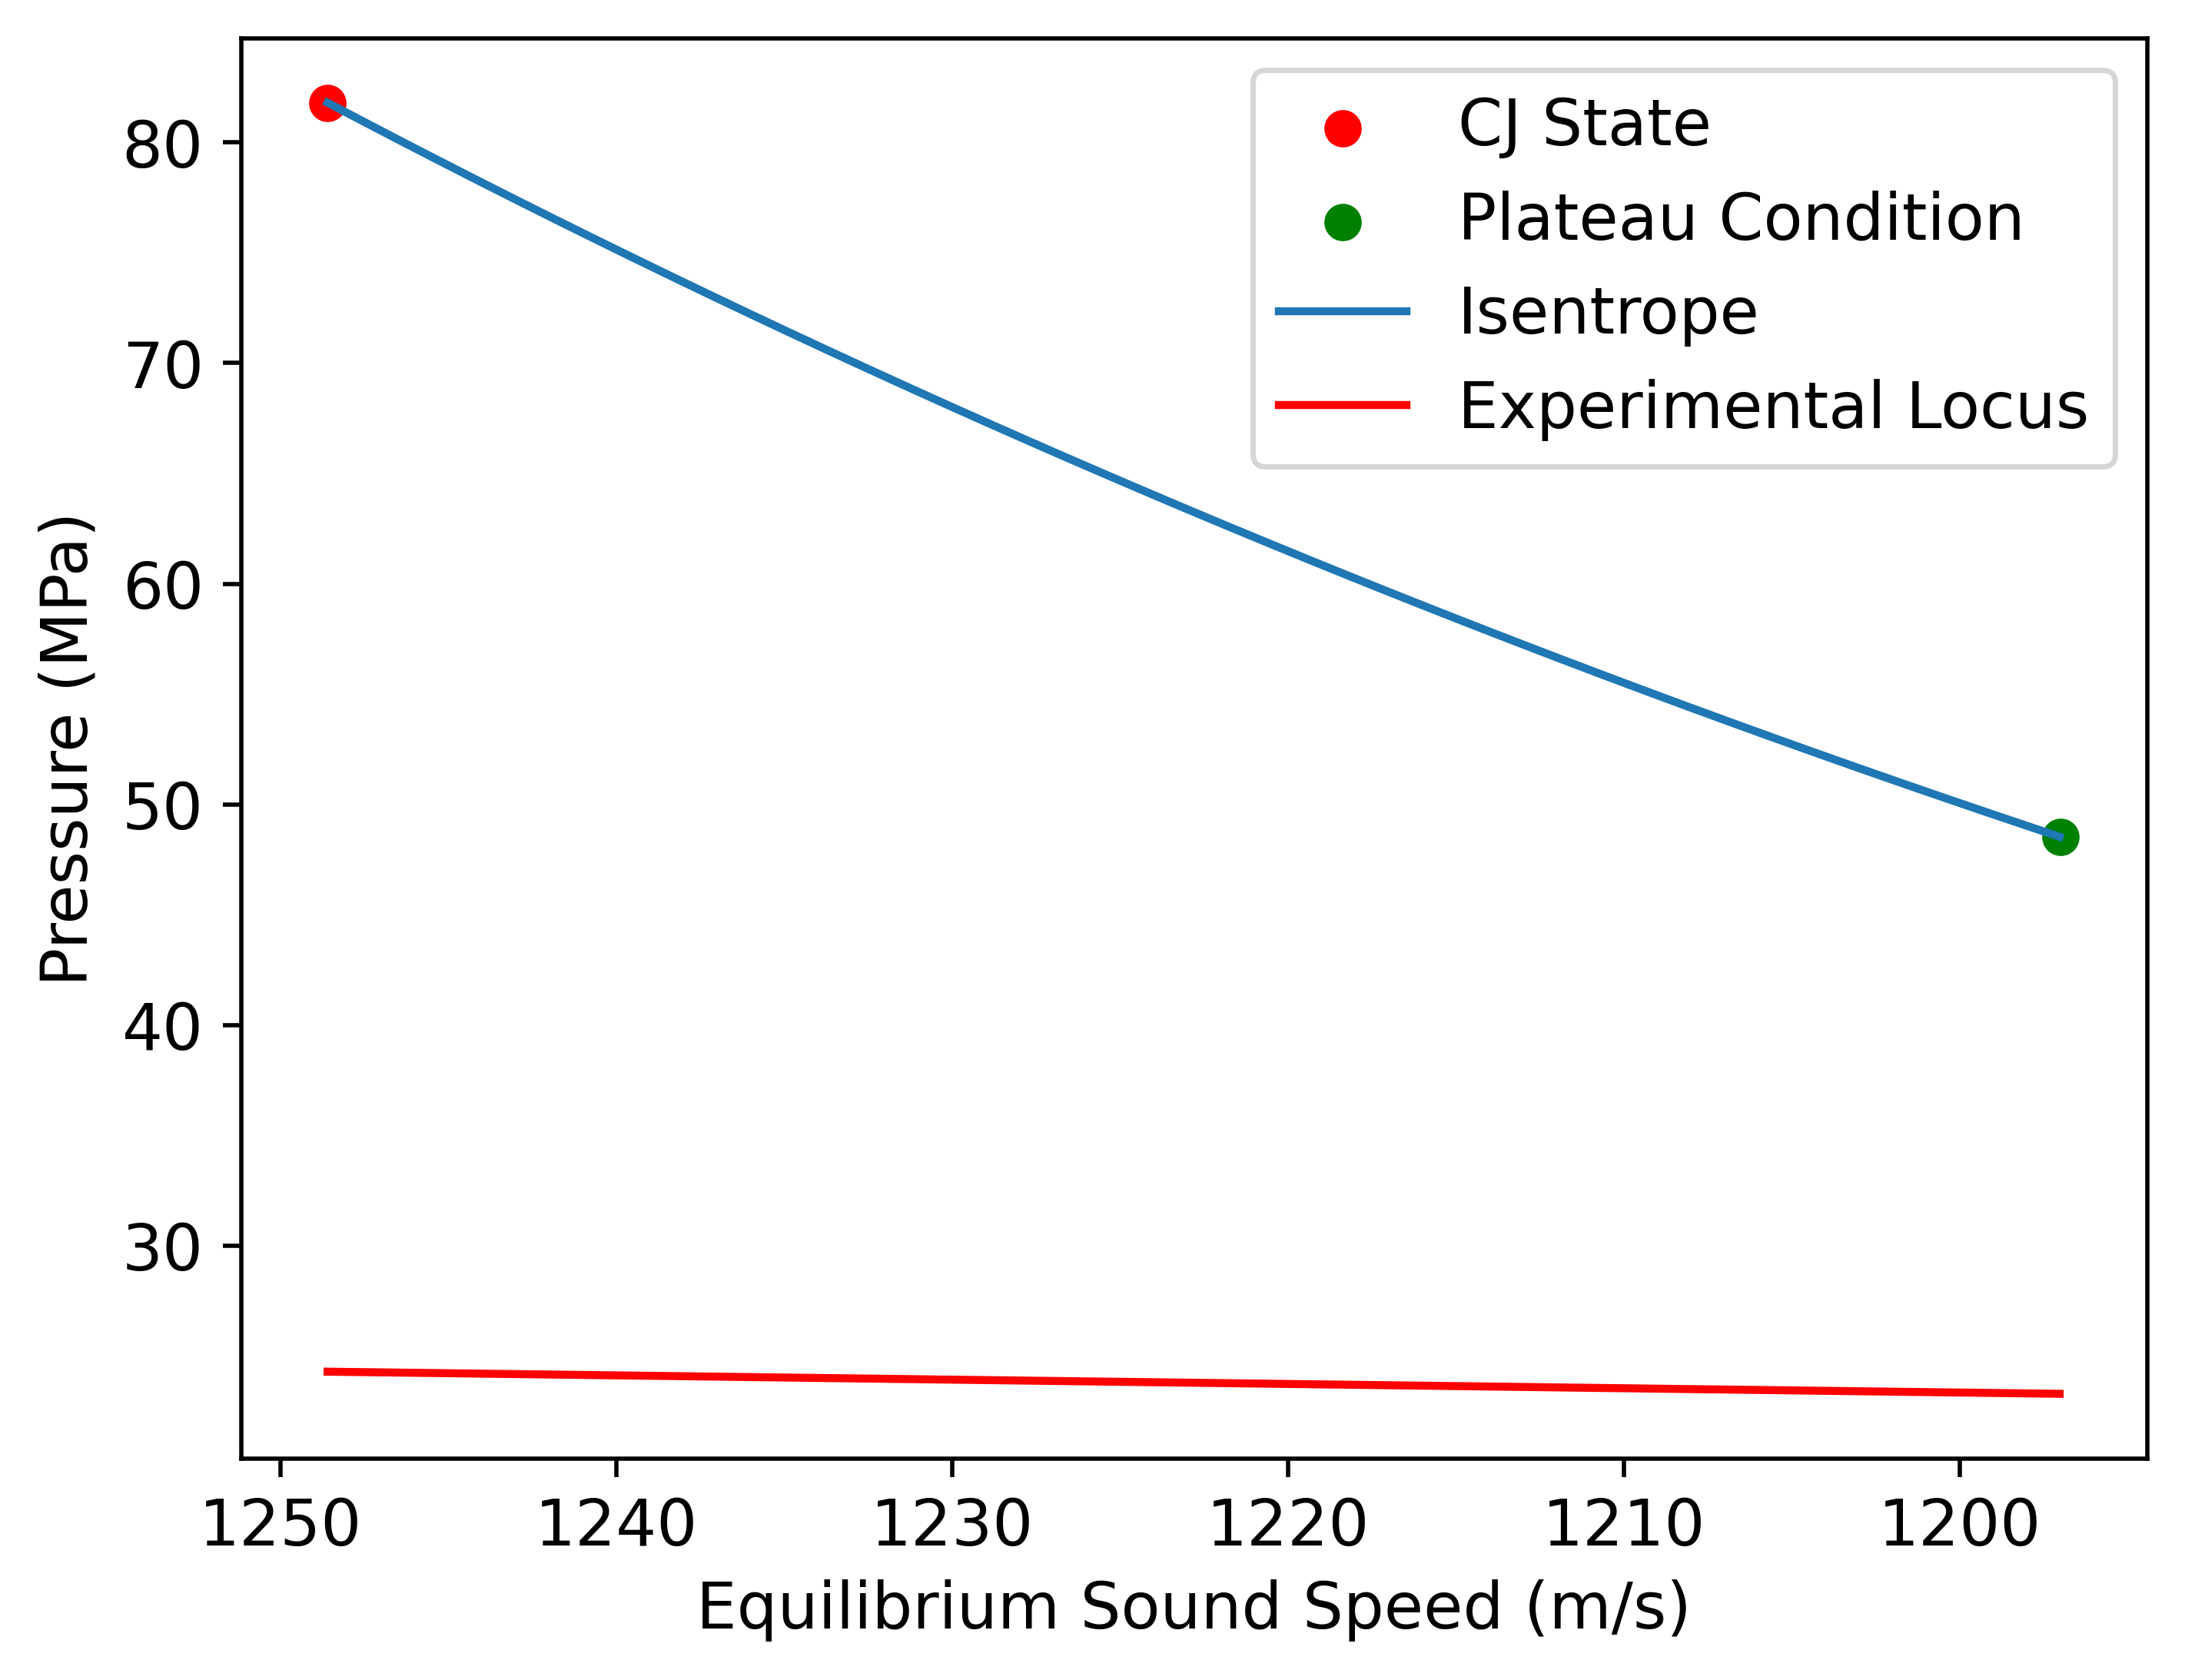 CJ State
Plateau Condition
Isentrope
Experimental Locus
Pressure (MPa)
80
70
60
50
40
30
1250 1240 1230 1220 1210 1200
Equilibrium Sound Speed (m/s)